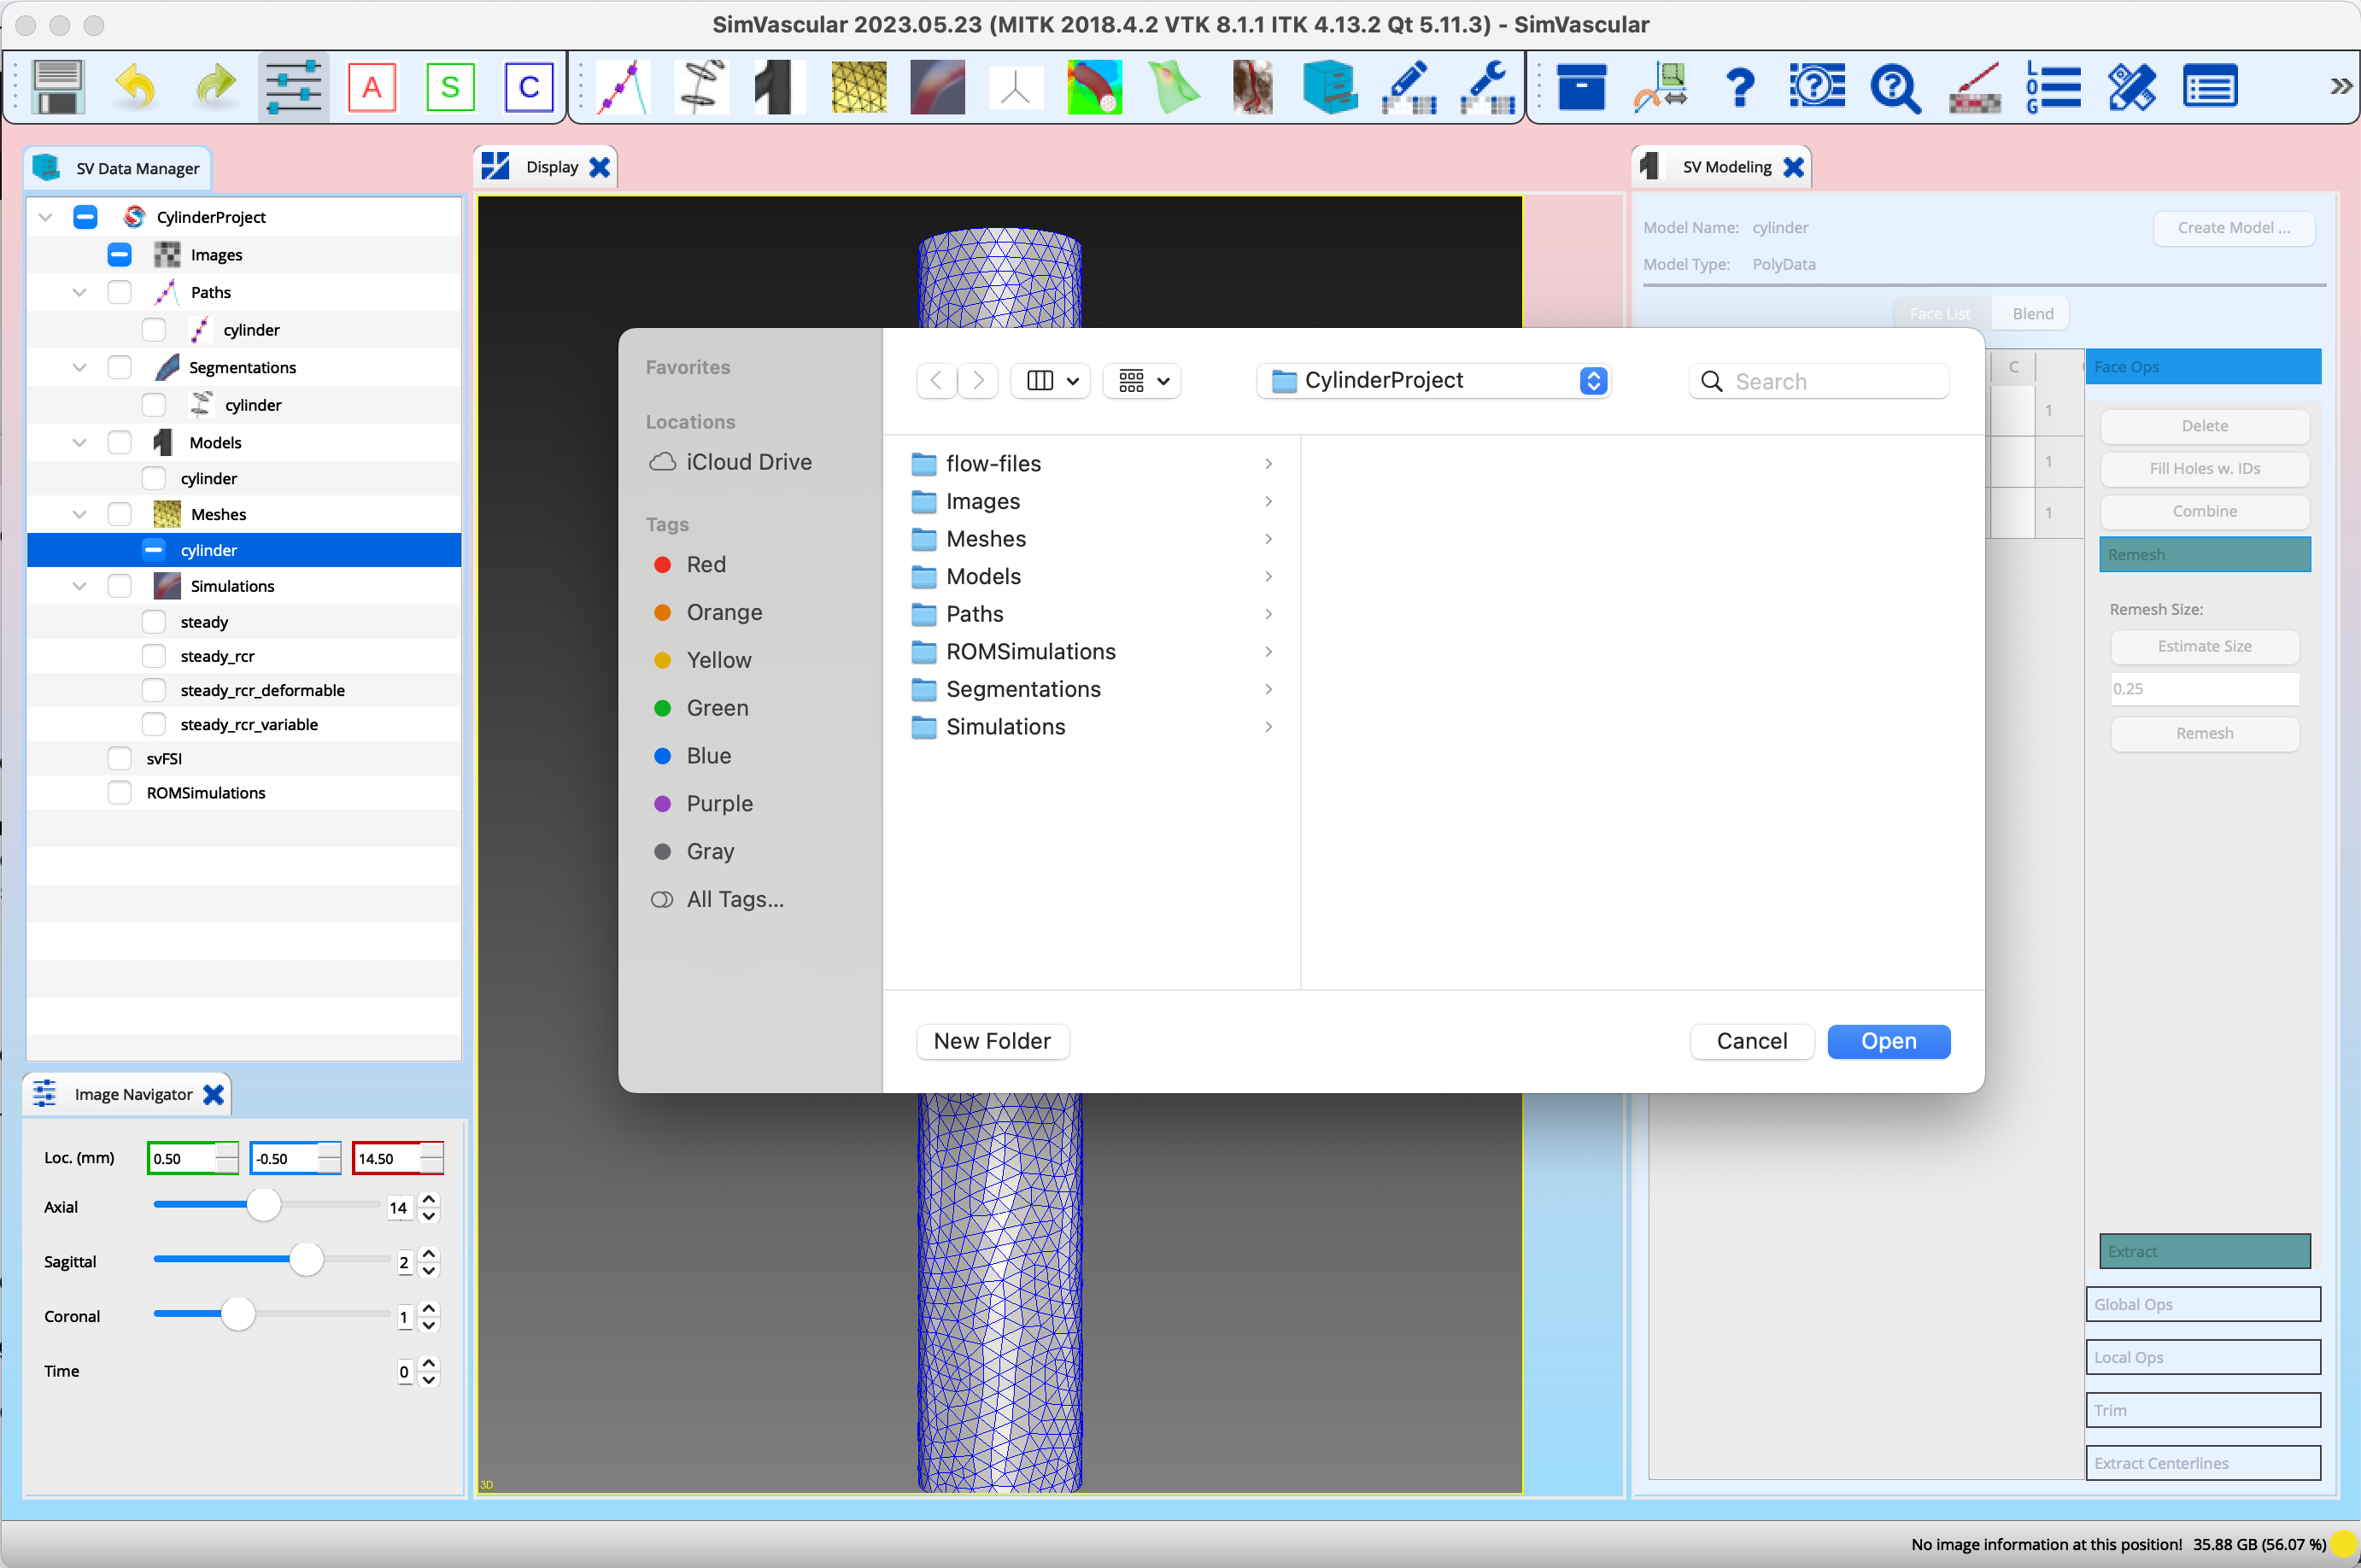 SimVascular 2023.05.23 (MITK 2018.4.2 VTK 8.1.1 ITK 4.13.2 Qt 5.11.3) - SimVascular
A
S
C
LOG
SV Data Manager
CylinderProject
Images
Paths
cylinder
Segmentations
cylinder
Models
cylinder
Meshes
cylinder
Simulations
steady
steady_rcr
steady_rcr_deformable
steady_rcr_variable
svFSI
ROMSimulations
Image Navigator
Loc. (mm) 0.50 -0.50 14.50
Axial 14
Sagittal 2
Coronal 1
Time 0
Display
3D
Favorites
Locations
iCloud Drive
Tags
Red
Orange
Yellow
Green
Blue
Purple
Gray
All Tags...
CylinderProject
Search
flow-files
Images
Meshes
Models
Paths
ROMSimulations
Segmentations
Simulations
New Folder
Cancel
Open
SV Modeling
Model Name: cylinder
Create Model ...
Model Type: PolyData
Face List
Blend
C
1
1
1
Face Ops
Delete
Fill Holes w. IDs
Combine
Remesh
Remesh Size:
Estimate Size
0.25
Remesh
Extract
Global Ops
Local Ops
Trim
Extract Centerlines
No image information at this position! 35.88 GB (56.07 %)